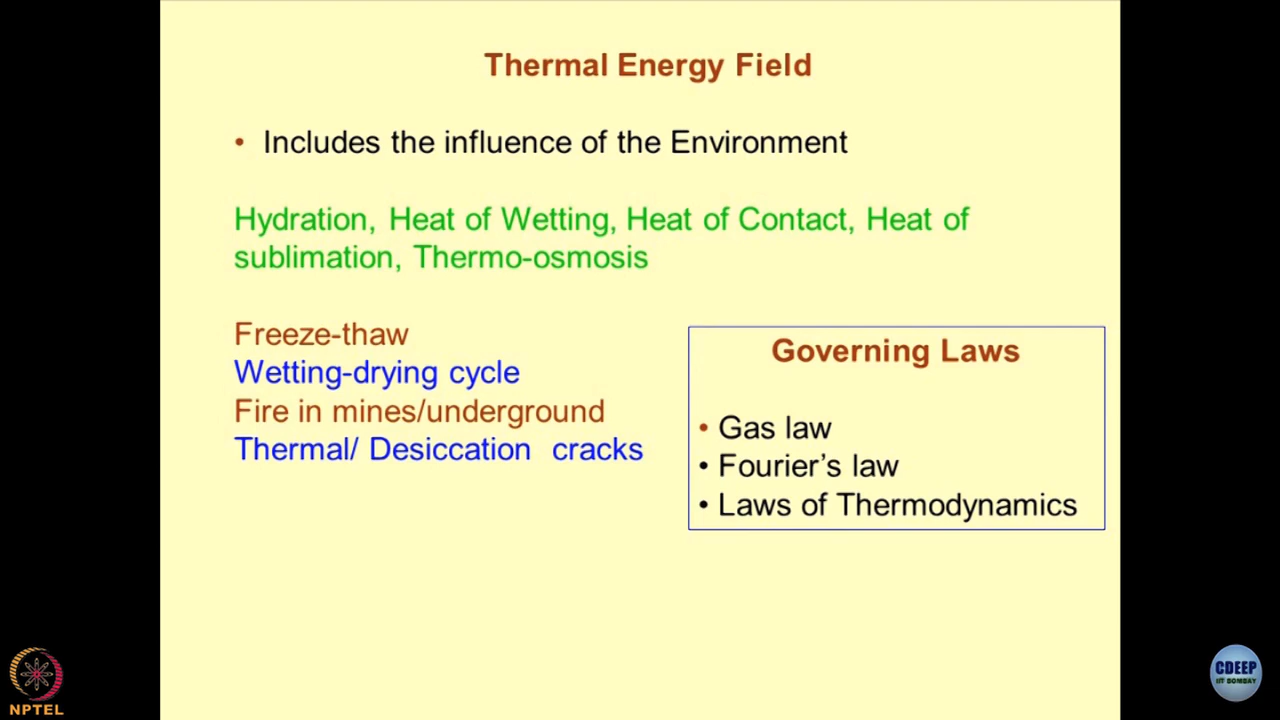 Thermal Energy Field
• Includes the influence of the Environment
Hydration, Heat of Wetting, Heat of Contact, Heat of
sublimation, Thermo-osmosis
Freeze-thaw
Wetting-drying cycle
Fire in mines/underground
Thermal/ Desiccation cracks
Governing Laws
• Gas law
• Fourier’s law
• Laws of Thermodynamics
NPTEL
CDEEP
IIT BOMBAY